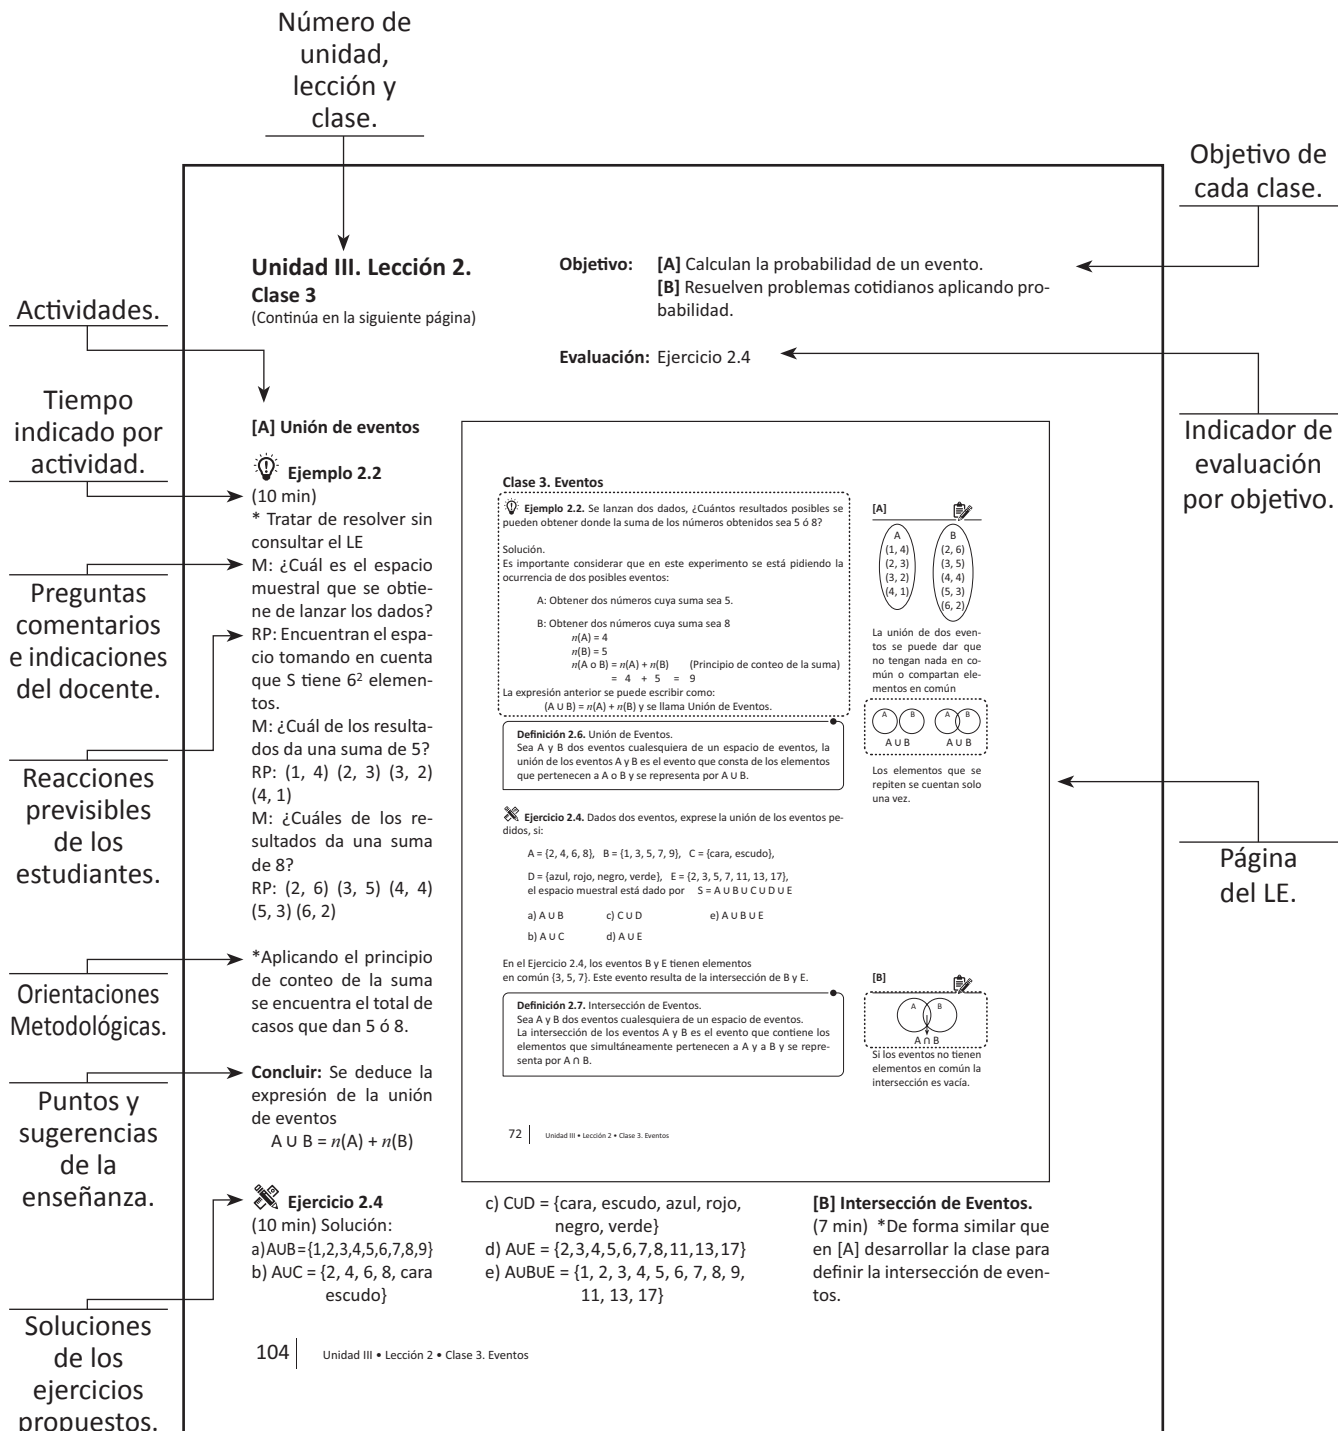 Número de
unidad,
lección y
clase.
Objetivo de
cada clase.
Actividades.
Tiempo
indicado por
actividad.
Preguntas
comentarios
e indicaciones
del docente.
Reacciones
previsibles
de los
estudiantes.
Orientaciones
Metodológicas.
Puntos y
sugerencias
de la
enseñanza.
Soluciones
de los
ejercicios
propuestos.
Indicador de
evaluación
por objetivo.
Página
del LE.
Unidad III. Lección 2.
Clase 3
(Continúa en la siguiente página)
Objetivo: [A] Calculan la probabilidad de un evento.
[B] Resuelven problemas cotidianos aplicando pro-
babilidad.
Evaluación: Ejercicio 2.4
[A] Unión de eventos
Ejemplo 2.2
(10 min)
* Tratar de resolver sin
consultar el LE
M: ¿Cuál es el espacio
muestral que se obtie-
ne de lanzar los dados?
RP: Encuentran el espa-
cio tomando en cuenta
que S tiene 6² elemen-
tos.
M: ¿Cuál de los resulta-
dos da una suma de 5?
RP: (1, 4) (2, 3) (3, 2)
(4, 1)
M: ¿Cuáles de los re-
sultados da una suma
de 8?
RP: (2, 6) (3, 5) (4, 4)
(5, 3) (6, 2)
*Aplicando el principio
de conteo de la suma
se encuentra el total de
casos que dan 5 ó 8.
Concluir: Se deduce la
expresión de la unión
de eventos
A ∪ B = n(A) + n(B)
Clase 3. Eventos
Ejemplo 2.2. Se lanzan dos dados, ¿Cuántos resultados posibles se
pueden obtener donde la suma de los números obtenidos sea 5 ó 8?
Solución.
Es importante considerar que en este experimento se está pidiendo la
ocurrencia de dos posibles eventos:
A: Obtener dos números cuya suma sea 5.
B: Obtener dos números cuya suma sea 8
n(A) = 4
n(B) = 5
n(A o B) = n(A) + n(B) (Principio de conteo de la suma)
= 4 + 5 = 9
La expresión anterior se puede escribir como:
(A ∪ B) = n(A) + n(B) y se llama Unión de Eventos.
Definición 2.6. Unión de Eventos.
Sea A y B dos eventos cualesquiera de un espacio de eventos, la
unión de los eventos A y B es el evento que consta de los elementos
que pertenecen a A o B y se representa por A ∪ B.
Ejercicio 2.4. Dados dos eventos, exprese la unión de los eventos pe-
didos, si:
A = {2, 4, 6, 8}, B = {1, 3, 5, 7, 9}, C = {cara, escudo},
D = {azul, rojo, negro, verde}, E = {2, 3, 5, 7, 11, 13, 17},
el espacio muestral está dado por S = A ∪ B ∪ C ∪ D ∪ E
a) A ∪ B c) C ∪ D e) A ∪ B ∪ E
b) A ∪ C d) A ∪ E
En el Ejercicio 2.4, los eventos B y E tienen elementos
en común {3, 5, 7}. Este evento resulta de la intersección de B y E.
Definición 2.7. Intersección de Eventos.
Sea A y B dos eventos cualesquiera de un espacio de eventos.
La intersección de los eventos A y B es el evento que contiene los
elementos que simultáneamente pertenecen a A y a B y se repre-
senta por A ∩ B.
72 Unidad III • Lección 2 • Clase 3. Eventos
[A]
A B
(1, 4) (2, 6)
(2, 3) (3, 5)
(3, 2) (4, 4)
(4, 1) (5, 3)
(6, 2)
La unión de dos even-
tos se puede dar que
no tengan nada en co-
mún o compartan ele-
mentos en común
A B A B
A ∪ B A ∪ B
Los elementos que se
repiten se cuentan solo
una vez.
[B]
A B
A ∩ B
Si los eventos no tienen
elementos en común la
intersección es vacía.
Ejercicio 2.4
(10 min) Solución:
a) A∪B={1,2,3,4,5,6,7,8,9}
b) A∪C = {2, 4, 6, 8, cara
escudo}
c) C∪D = {cara, escudo, azul, rojo,
negro, verde}
d) A∪E = {2,3,4,5,6,7,8,11,13,17}
e) A∪B∪E = {1, 2, 3, 4, 5, 6, 7, 8, 9,
11, 13, 17}
[B] Intersección de Eventos.
(7 min) *De forma similar que
en [A] desarrollar la clase para
definir la intersección de even-
tos.
104 Unidad III • Lección 2 • Clase 3. Eventos